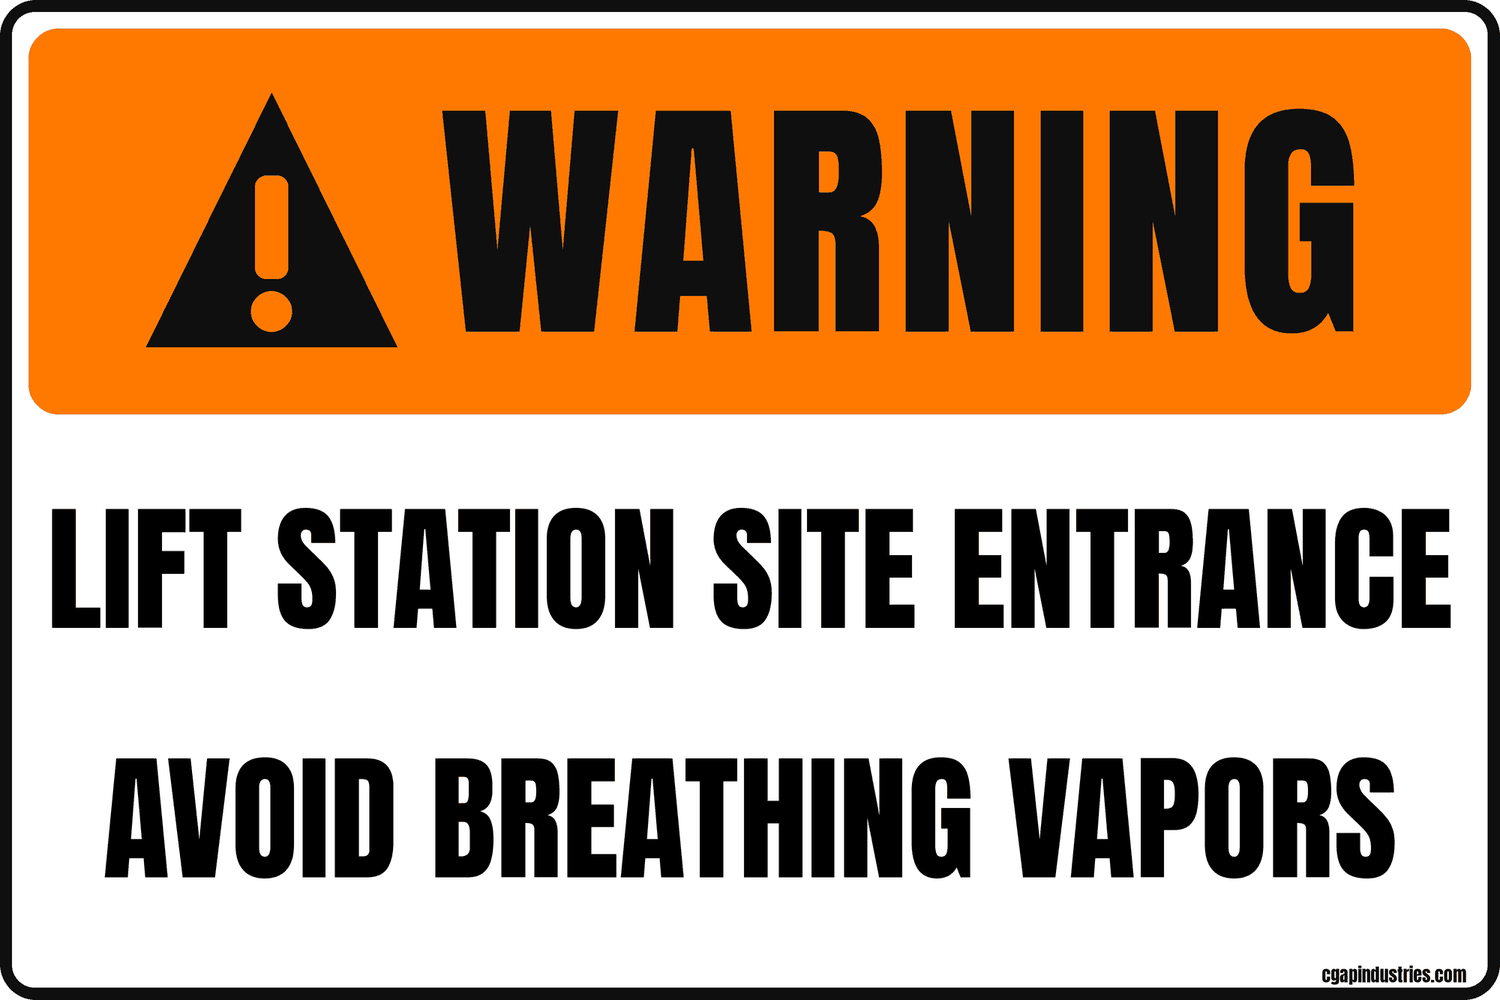 WARNING
LIFT STATION SITE ENTRANCE
AVOID BREATHING VAPORS
cgapindustries.com